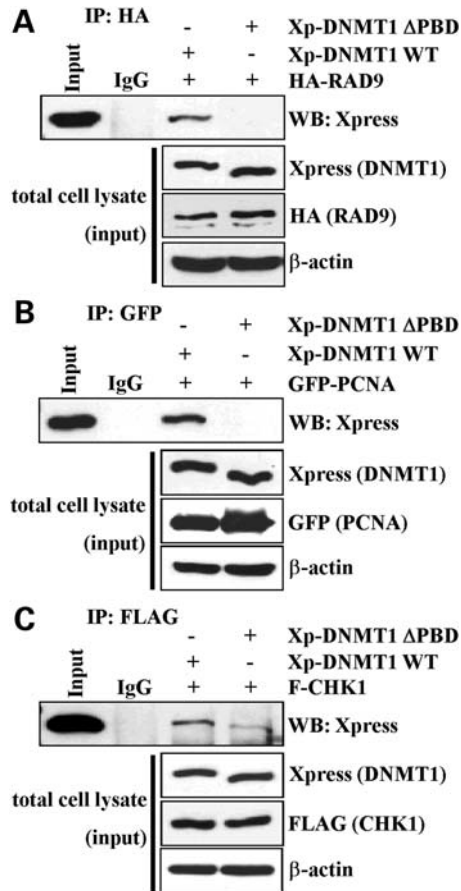 A
IP: HA
Input
IgG
- + Xp-DNMT1 ΔPBD
+ - Xp-DNMT1 WT
+ + HA-RAD9
WB: Xpress
total cell lysate
(input)
Xpress (DNMT1)
HA (RAD9)
β-actin
B
IP: GFP
Input
IgG
- + Xp-DNMT1 ΔPBD
+ - Xp-DNMT1 WT
+ + GFP-PCNA
WB: Xpress
total cell lysate
(input)
Xpress (DNMT1)
GFP (PCNA)
β-actin
C
IP: FLAG
Input
IgG
- + Xp-DNMT1 ΔPBD
+ - Xp-DNMT1 WT
+ + F-CHK1
WB: Xpress
total cell lysate
(input)
Xpress (DNMT1)
FLAG (CHK1)
β-actin